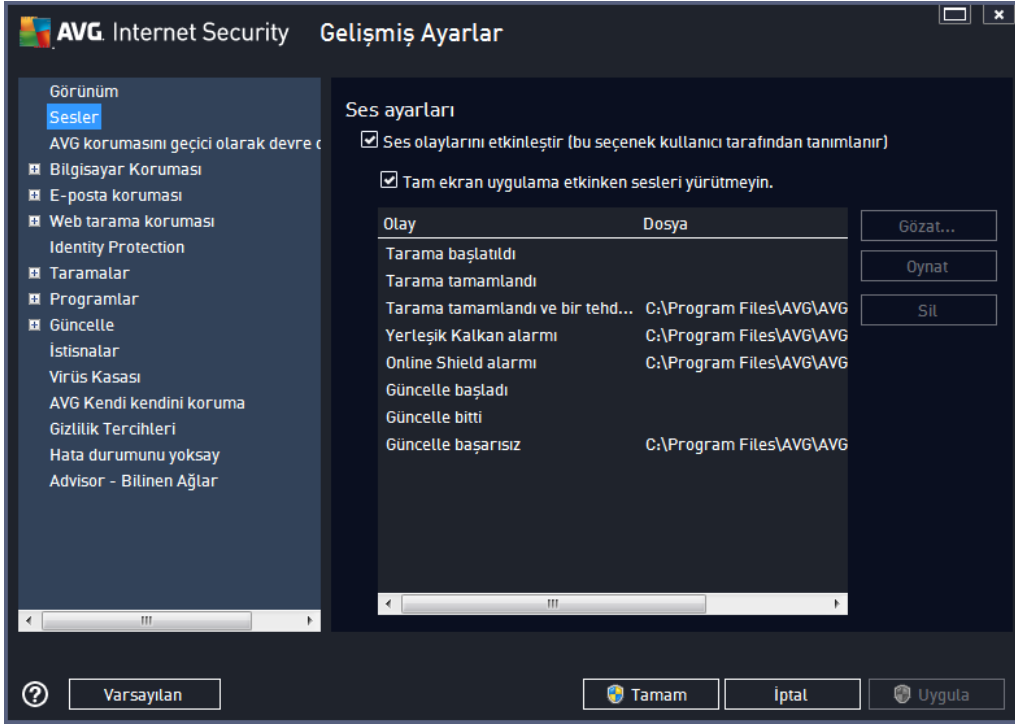 AVG. Internet Security Gelişmiş Ayarlar
Görünüm
Sesler
AVG korumasını geçici olarak devre
Bilgisayar Koruması
E-posta koruması
Web tarama koruması
Identity Protection
Taramalar
Programlar
Güncelle
İstisnalar
Virüs Kasası
AVG Kendi kendini koruma
Gizlilik Tercihleri
Hata durumunu yoksay
Advisor - Bilinen Ağlar
Ses ayarları
Ses olaylarını etkinleştir (bu seçenek kullanıcı tarafından tanımlanır)
Tam ekran uygulama etkinken sesleri yürütmeyin.
Olay Dosya
Tarama başlatıldı
Tarama tamamlandı
Tarama tamamlandı ve bir tehd... C:\Program Files\AVG\AVG
Yerleşik Kalkan alarmı C:\Program Files\AVG\AVG
Online Shield alarmı C:\Program Files\AVG\AVG
Güncelle başladı
Güncelle bitti
Güncelle başarısız C:\Program Files\AVG\AVG
Gözat...
Oynat
Sil
Varsayılan
Tamam
İptal
Uygula